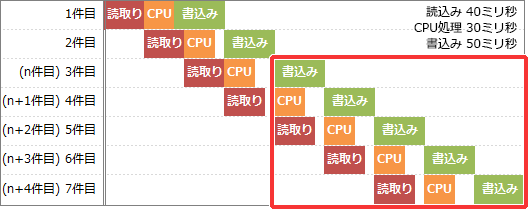 1件目 読取り CPU 書込み 読込み 40ミリ秒
CPU処理 30ミリ秒
2件目 読取り CPU 書込み 書込み 50ミリ秒
(n件目) 3件目 読取り CPU 書込み
(n+1件目) 4件目 読取り CPU 書込み
(n+2件目) 5件目 読取り CPU 書込み
(n+3件目) 6件目 読取り CPU 書込み
(n+4件目) 7件目 読取り CPU 書込み